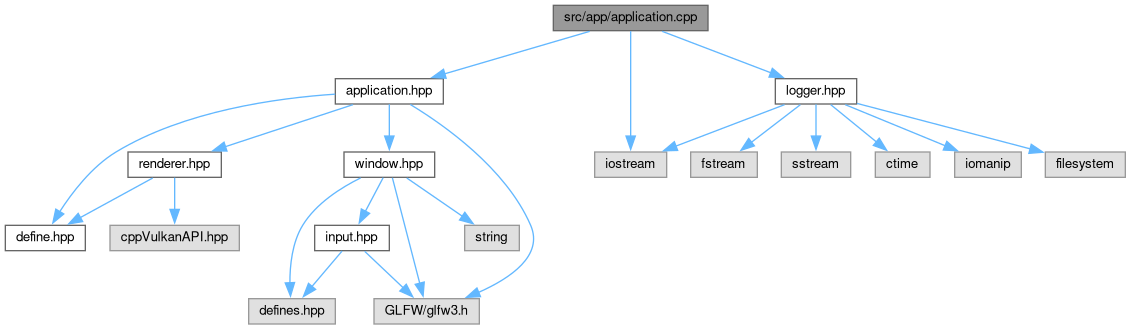 src/app/application.cpp
application.hpp
logger.hpp
renderer.hpp
window.hpp
iostream
fstream
sstream
ctime
iomanip
filesystem
define.hpp
cppVulkanAPI.hpp
input.hpp
string
defines.hpp
GLFW/glfw3.h